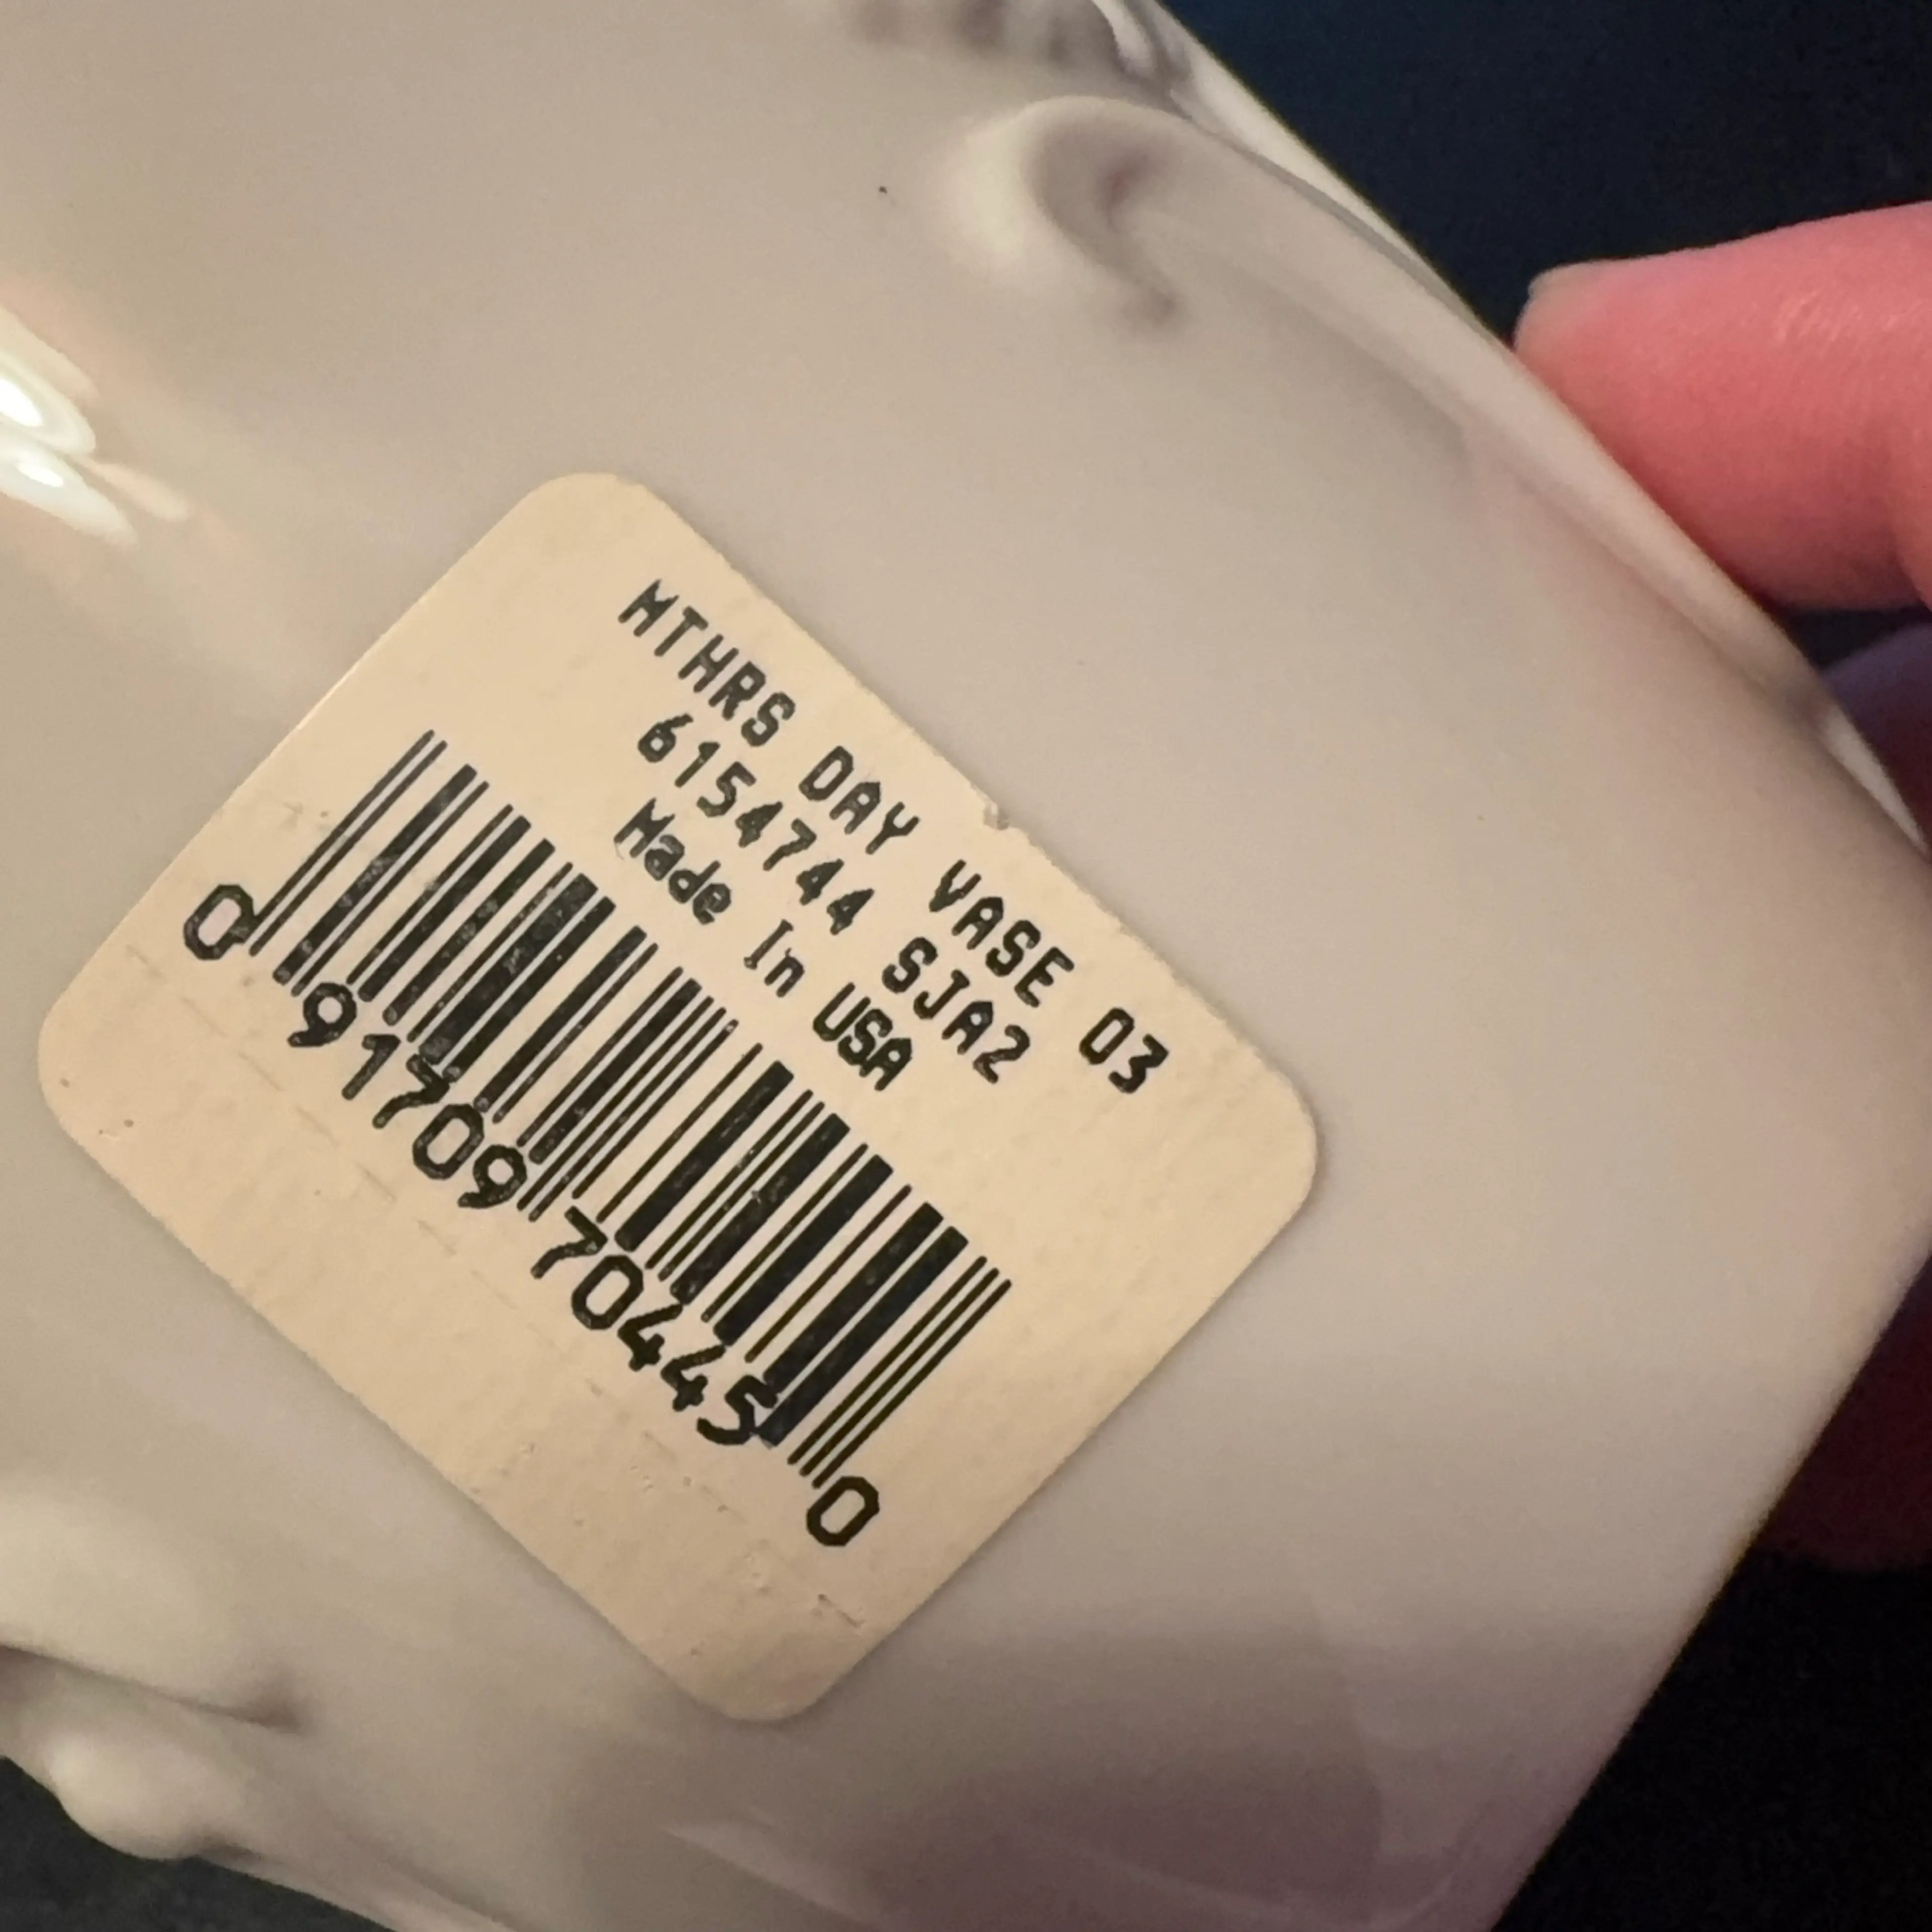 MTHRS DAY VASE 03
6154744 SJA2
Made In USA
0 91709 70445 0